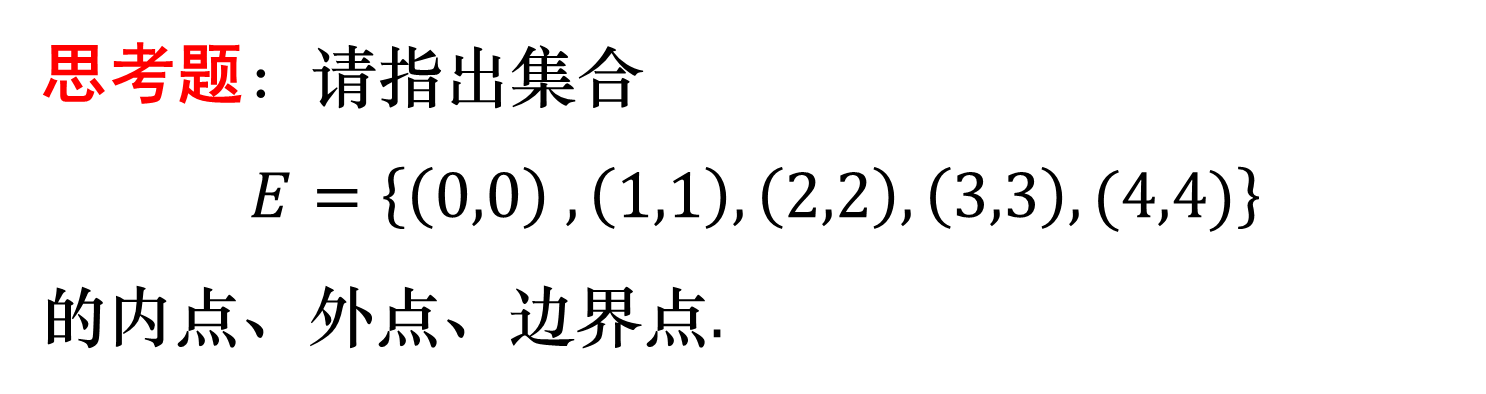 思考题：请指出集合
E = {(0,0) ,(1,1),(2,2),(3,3),(4,4)}
的内点、外点、边界点.